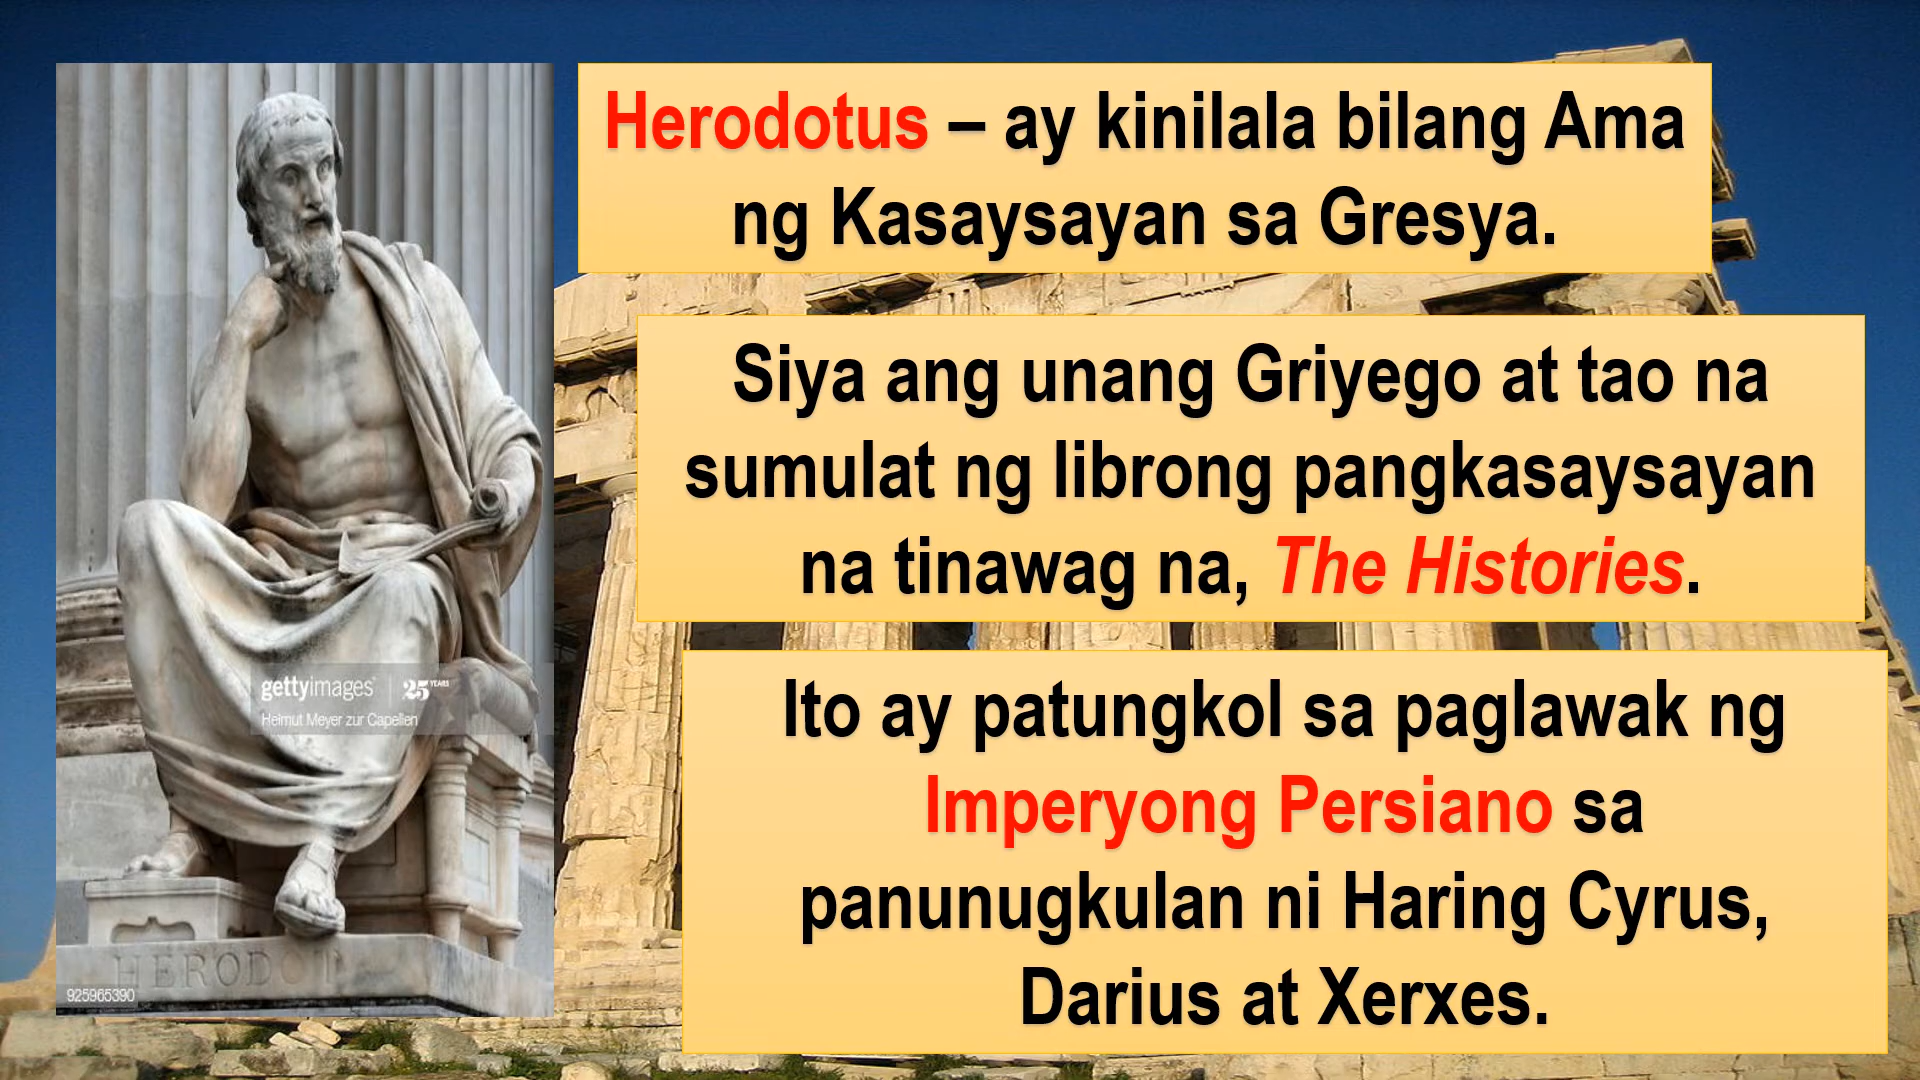 Herodotus – ay kinilala bilang Ama
ng Kasaysayan sa Gresya.
Siya ang unang Griyego at tao na
sumulat ng librong pangkasaysayan
na tinawag na, The Histories.
Ito ay patungkol sa paglawak ng
Imperyong Persiano sa
panunugkulan ni Haring Cyrus,
Darius at Xerxes.
gettyimages 25 YEARS
Helmut Meyer zur Capellen
HERODOT
925965390